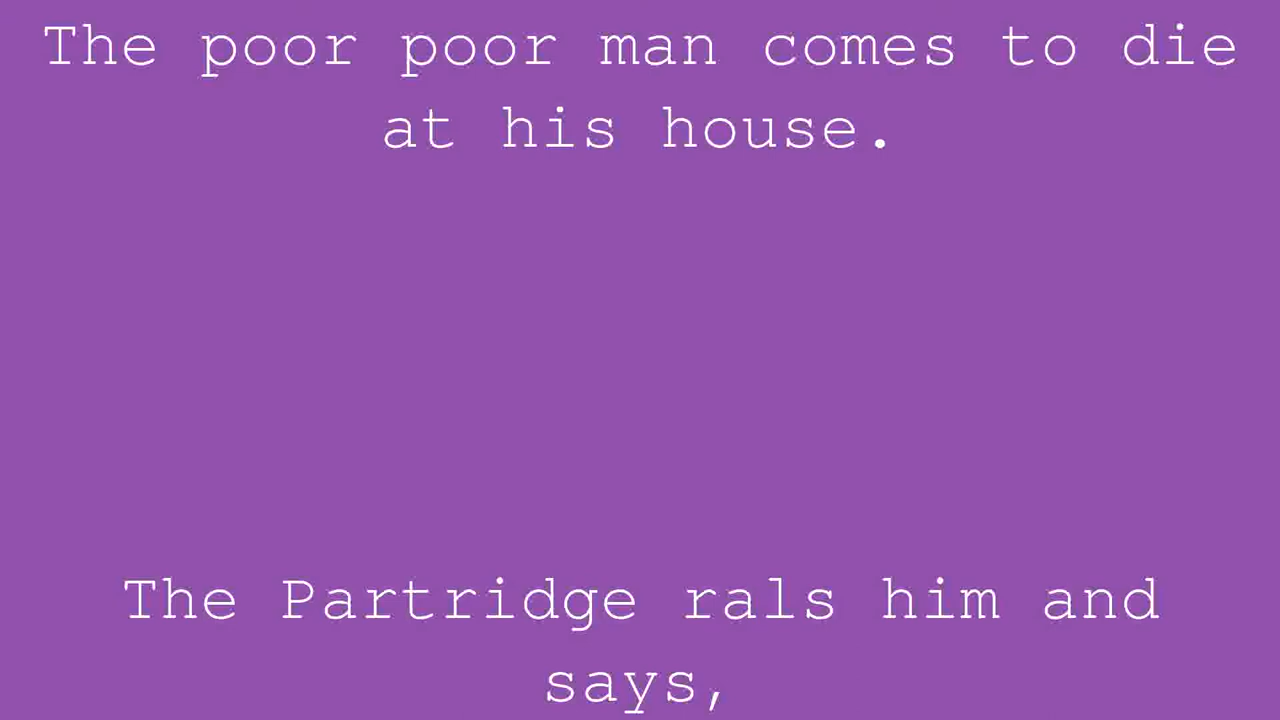 The poor poor man comes to die
at his house.
The Partridge rals him and
says,